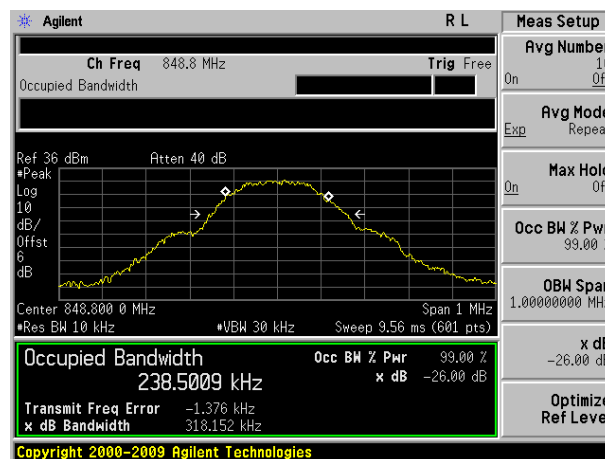 Agilent R L Meas Setup
Ch Freq 848.8 MHz Trig Free
Occupied Bandwidth
Ref 36 dBm Atten 40 dB
#Peak
Log
10
dB/
Offst
6
dB
Center 848.800 0 MHz Span 1 MHz
#Res BW 10 kHz #VBW 30 kHz Sweep 9.56 ms (601 pts)
Occupied Bandwidth
238.5009 kHz
Occ BW % Pwr 99.00 %
x dB -26.00 dB
Transmit Freq Error -1.376 kHz
x dB Bandwidth 318.152 kHz
Copyright 2000-2009 Agilent Technologies
Avg Number
On Of
Avg Mode
Exp Repea
Max Hold
On Of
Occ BW % Pwr
99.00
OBW Span
1.00000000 MH
x dB
-26.00 dB
Optimize
Ref Level